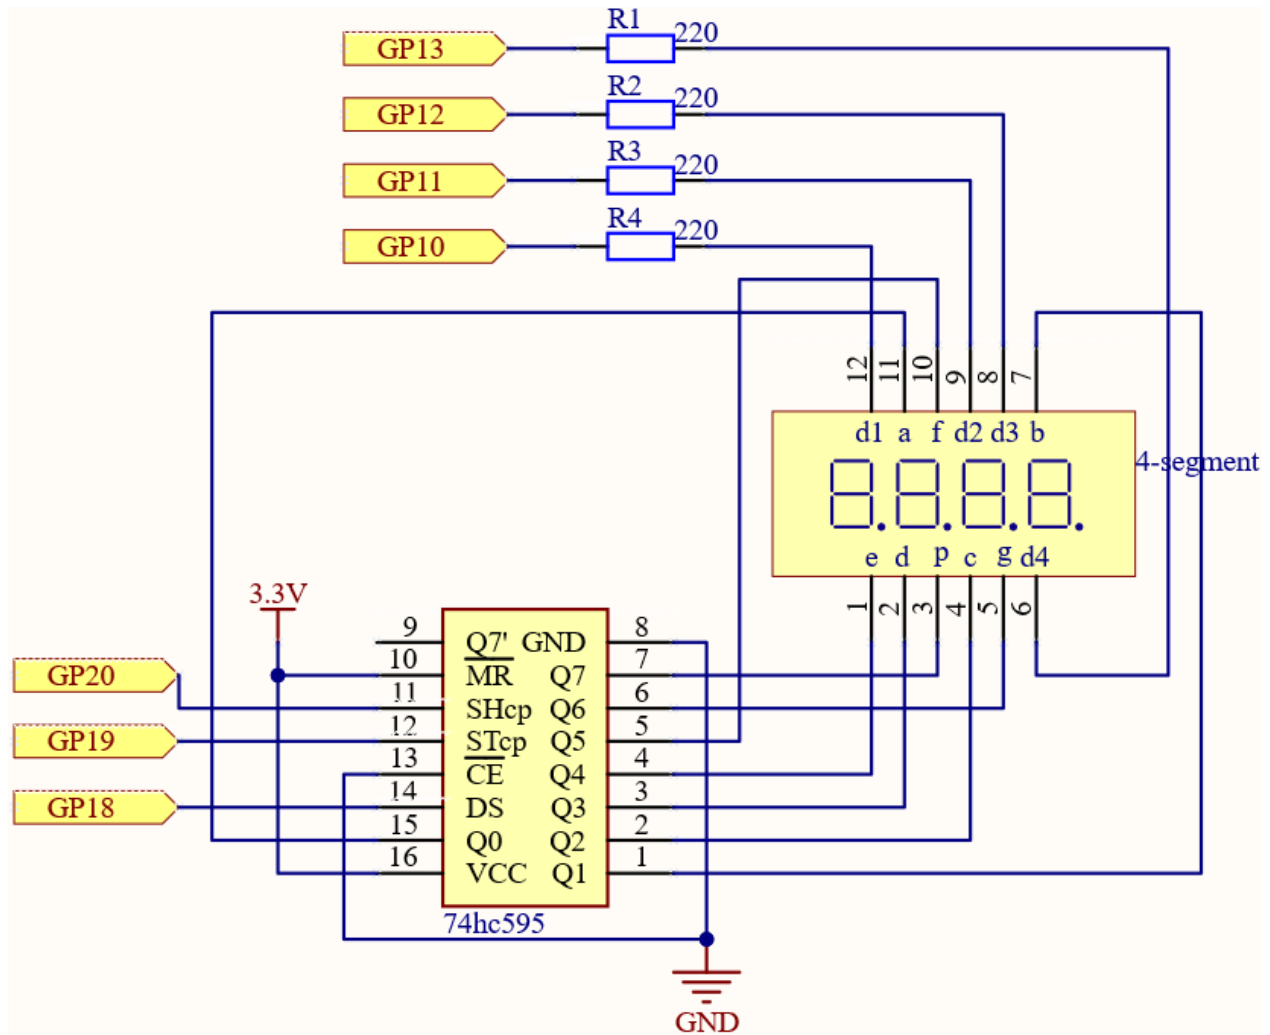 R1
220
GP13
R2
220
GP12
R3
220
GP11
R4
220
GP10
12 11 10 9 8 7
d1 a f d2 d3 b
4-segment
e d p c g d4
1 2 3 4 5 6
3.3V
9 Q7' GND 8
10 MR Q7 7
GP20
11 SHcp Q6 6
GP19
12 STcp Q5 5
13 CE Q4 4
GP18
14 DS Q3 3
15 Q0 Q2 2
16 VCC Q1 1
74hc595
GND